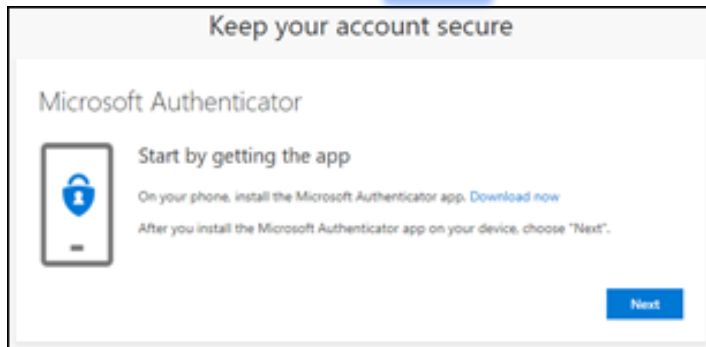 Keep your account secure
Microsoft Authenticator
Start by getting the app
On your phone, install the Microsoft Authenticator app. Download now
After you install the Microsoft Authenticator app on your device, choose "Next".
Next